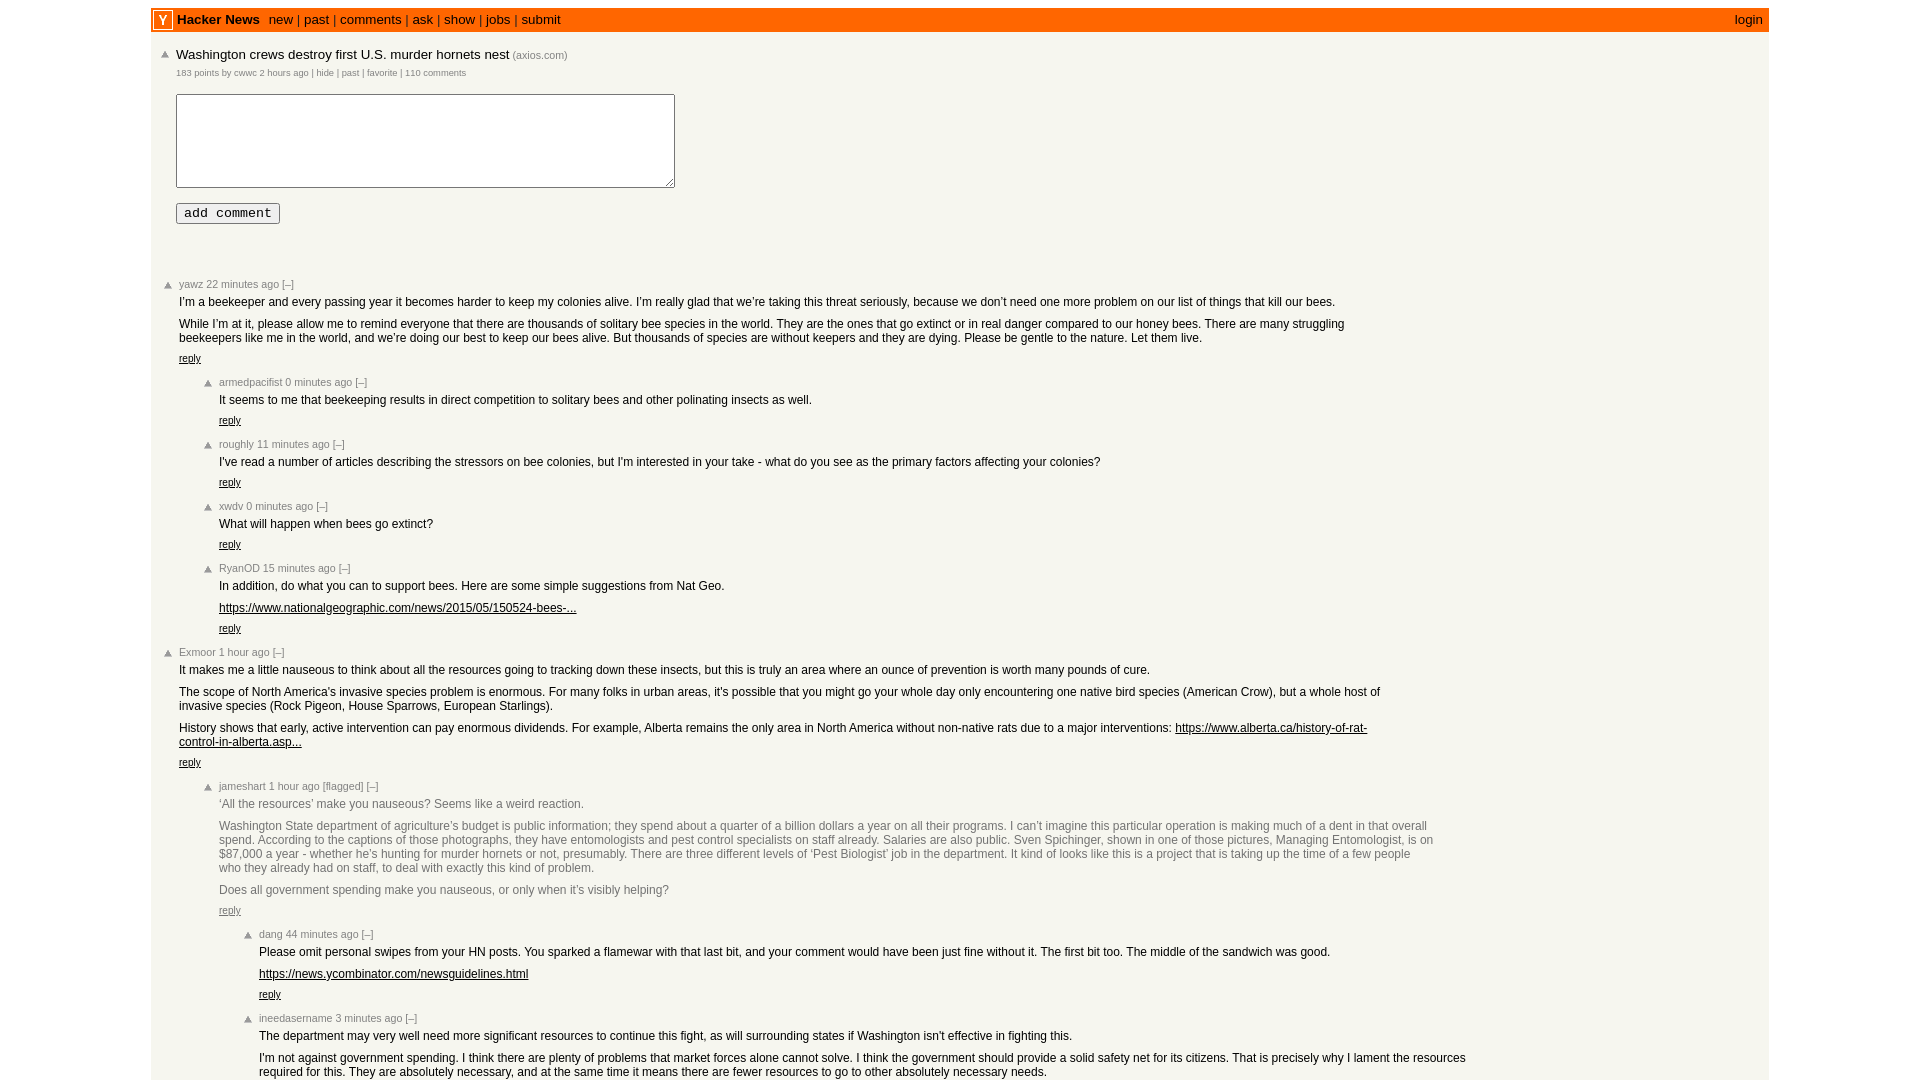 Y Hacker News new | past | comments | ask | show | jobs | submit login
Washington crews destroy first U.S. murder hornets nest (axios.com)
183 points by cwwc 2 hours ago | hide | past | favorite | 110 comments
add comment
yawz 22 minutes ago [–]
I’m a beekeeper and every passing year it becomes harder to keep my colonies alive. I’m really glad that we’re taking this threat seriously, because we don’t need one more problem on our list of things that kill our bees.
While I’m at it, please allow me to remind everyone that there are thousands of solitary bee species in the world. They are the ones that go extinct or in real danger compared to our honey bees. There are many struggling
beekeepers like me in the world, and we’re doing our best to keep our bees alive. But thousands of species are without keepers and they are dying. Please be gentle to the nature. Let them live.
reply
armedpacifist 0 minutes ago [–]
It seems to me that beekeeping results in direct competition to solitary bees and other polinating insects as well.
reply
roughly 11 minutes ago [–]
I've read a number of articles describing the stressors on bee colonies, but I'm interested in your take - what do you see as the primary factors affecting your colonies?
reply
xwdv 0 minutes ago [–]
What will happen when bees go extinct?
reply
RyanOD 15 minutes ago [–]
In addition, do what you can to support bees. Here are some simple suggestions from Nat Geo.
https://www.nationalgeographic.com/news/2015/05/150524-bees-...
reply
Exmoor 1 hour ago [–]
It makes me a little nauseous to think about all the resources going to tracking down these insects, but this is truly an area where an ounce of prevention is worth many pounds of cure.
The scope of North America's invasive species problem is enormous. For many folks in urban areas, it's possible that you might go your whole day only encountering one native bird species (American Crow), but a whole host of
invasive species (Rock Pigeon, House Sparrows, European Starlings).
History shows that early, active intervention can pay enormous dividends. For example, Alberta remains the only area in North America without non-native rats due to a major interventions: https://www.alberta.ca/history-of-rat-
control-in-alberta.asp...
reply
jameshart 1 hour ago [flagged] [–]
‘All the resources’ make you nauseous? Seems like a weird reaction.
Washington State department of agriculture’s budget is public information; they spend about a quarter of a billion dollars a year on all their programs. I can’t imagine this particular operation is making much of a dent in that overall
spend. According to the captions of those photographs, they have entomologists and pest control specialists on staff already. Salaries are also public. Sven Spichinger, shown in one of those pictures, Managing Entomologist, is on
$87,000 a year - whether he’s hunting for murder hornets or not, presumably. There are three different levels of ‘Pest Biologist’ job in the department. It kind of looks like this is a project that is taking up the time of a few people
who they already had on staff, to deal with exactly this kind of problem.
Does all government spending make you nauseous, or only when it’s visibly helping?
reply
dang 44 minutes ago [–]
Please omit personal swipes from your HN posts. You sparked a flamewar with that last bit, and your comment would have been just fine without it. The first bit too. The middle of the sandwich was good.
https://news.ycombinator.com/newsguidelines.html
reply
ineedasername 3 minutes ago [–]
The department may very well need more significant resources to continue this fight, as will surrounding states if Washington isn't effective in fighting this.
I'm not against government spending. I think there are plenty of problems that market forces alone cannot solve. I think the government should provide a solid safety net for its citizens. That is precisely why I lament the resources
required for this. They are absolutely necessary, and at the same time it means there are fewer resources to go to other absolutely necessary needs.